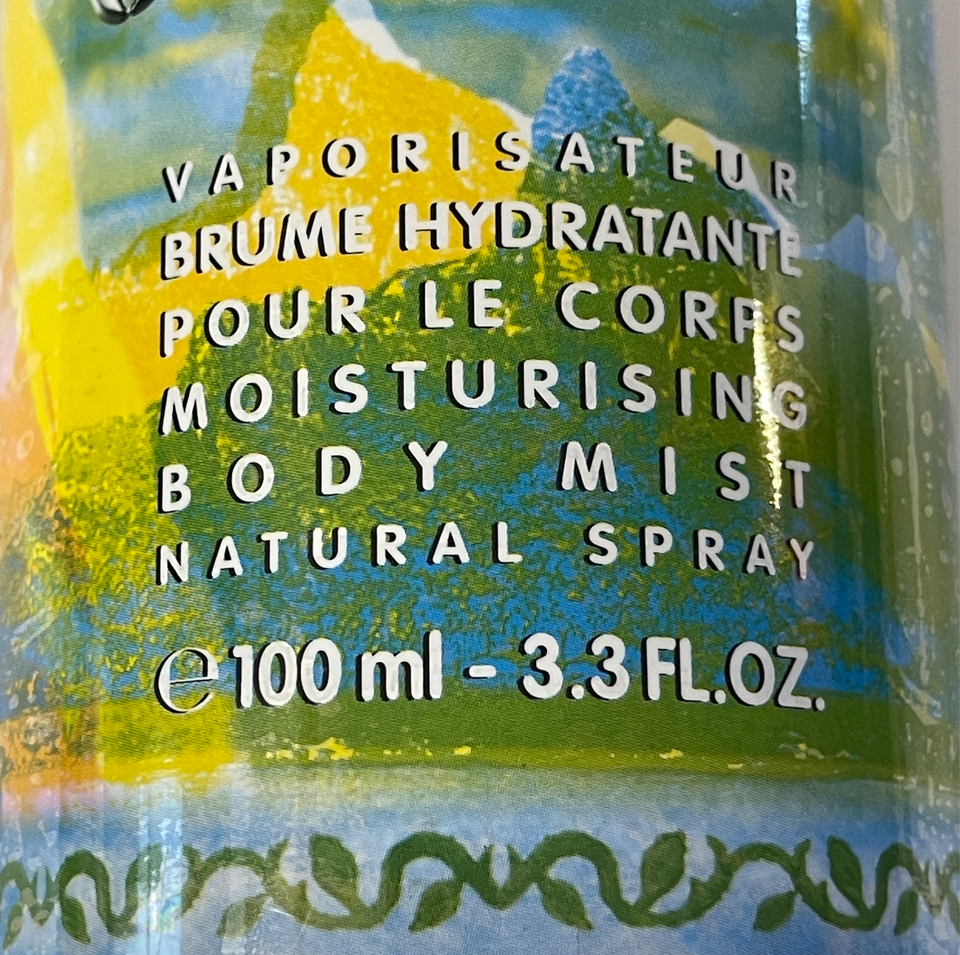 VAPORISATEUR
BRUME HYDRATANTE
POUR LE CORPS
MOISTURISING
BODY MIST
NATURAL SPRAY
℮100 ml - 3.3 FL.OZ.